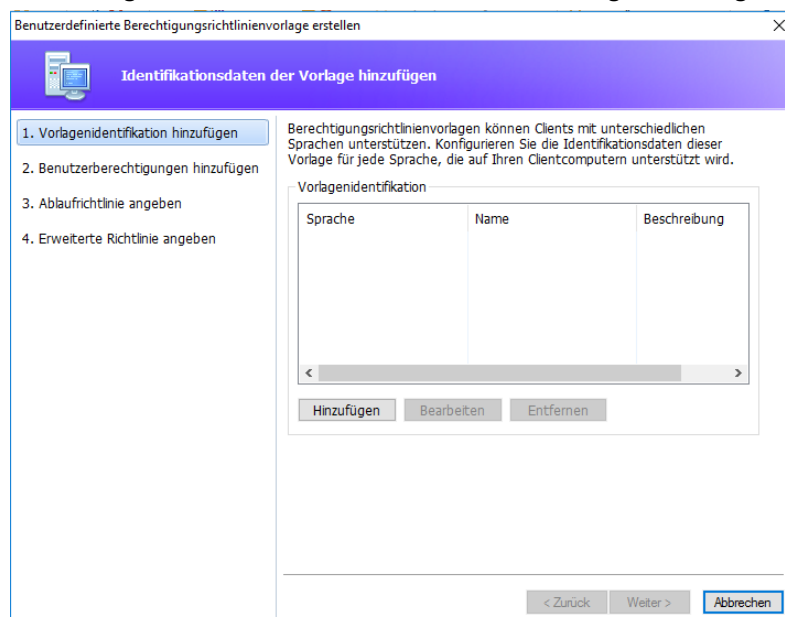 Benutzerdefinierte Berechtigungsrichtlinienvorlage erstellen
Identifikationsdaten der Vorlage hinzufügen
1. Vorlagenidentifikation hinzufügen
2. Benutzerberechtigungen hinzufügen
3. Ablaufrichtlinie angeben
4. Erweiterte Richtlinie angeben
Berechtigungsrichtlinienvorlagen können Clients mit unterschiedlichen
Sprachen unterstützen. Konfigurieren Sie die Identifikationsdaten dieser
Vorlage für jede Sprache, die auf Ihren Clientcomputern unterstützt wird.
Vorlagenidentifikation
Sprache Name Beschreibung
Hinzufügen Bearbeiten Entfernen
< Zurück Weiter > Abbrechen